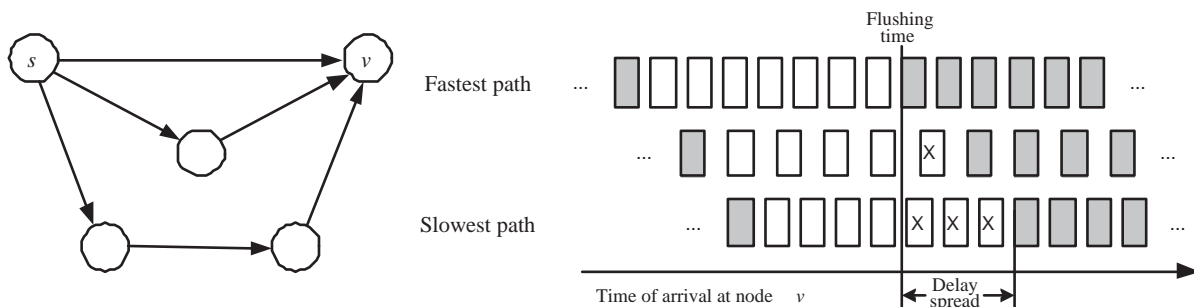 Flushing
time
s
v
Fastest path
...
...
...
X
...
Slowest path
...
X X X
...
Time of arrival at node v
Delay
spread